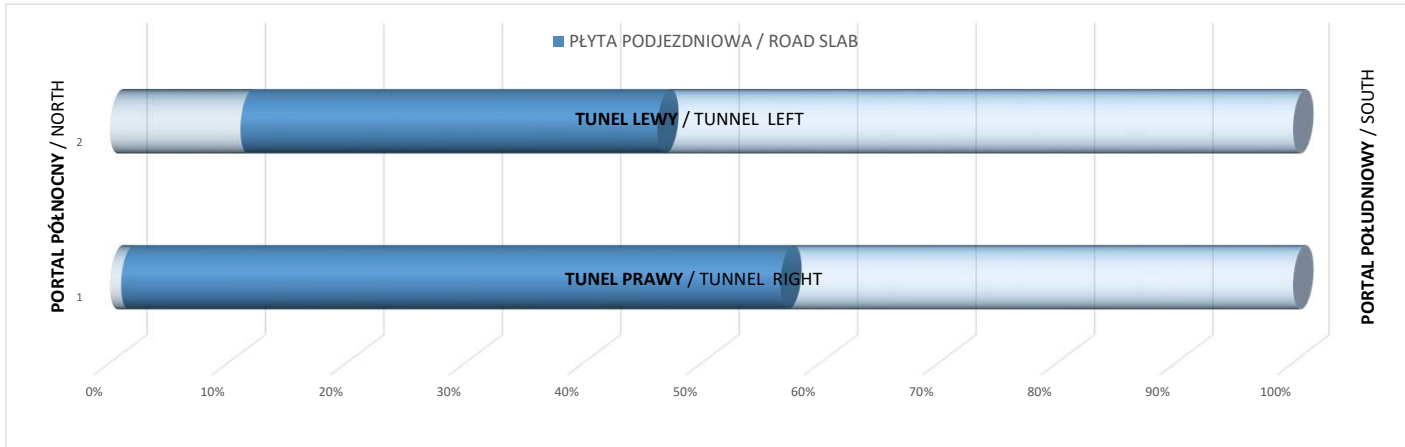 PŁYTA PODJEZDNIOWA / ROAD SLAB
PORTAL PÓŁNOCNY / NORTH
2
TUNEL LEWY / TUNNEL LEFT
PORTAL POŁUDNIOWY / SOUTH
1
TUNEL PRAWY / TUNNEL RIGHT
0% 10% 20% 30% 40% 50% 60% 70% 80% 90% 100%